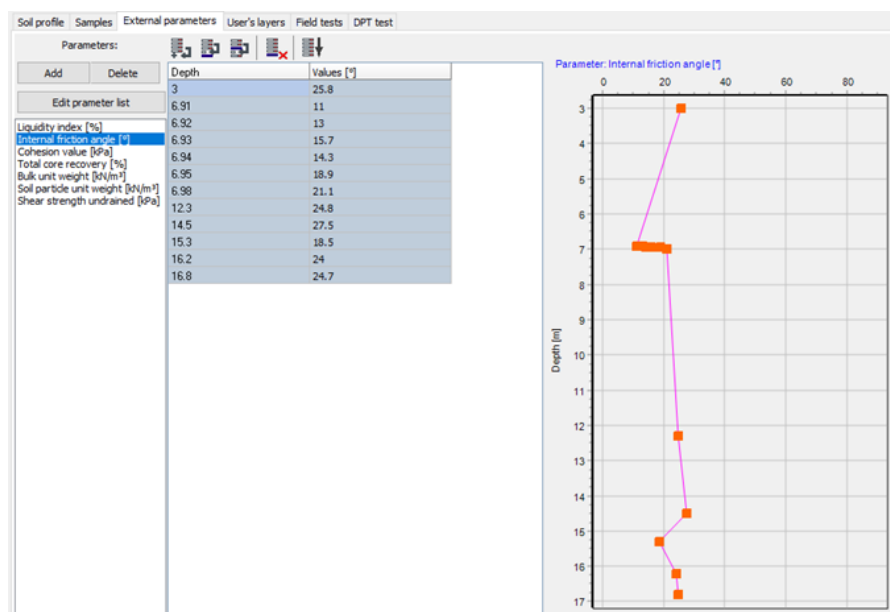 Soil profile Samples External parameters User's layers Field tests DPT test
Parameters:
Add Delete
Edit prameter list
Liquidity index [%]
Internal friction angle [°]
Cohesion value [kPa]
Total core recovery [%]
Bulk unit weight [kN/m³]
Soil particle unit weight [kN/m³]
Shear strength undrained [kPa]
Depth Values [°]
3 25.8
6.91 11
6.92 13
6.93 15.7
6.94 14.3
6.95 18.9
6.98 21.1
12.3 24.8
14.5 27.5
15.3 18.5
16.2 24
16.8 24.7
Parameter: Internal friction angle [°]
0 20 40 60 80
Depth [m]
3
4
5
6
7
8
9
10
11
12
13
14
15
16
17